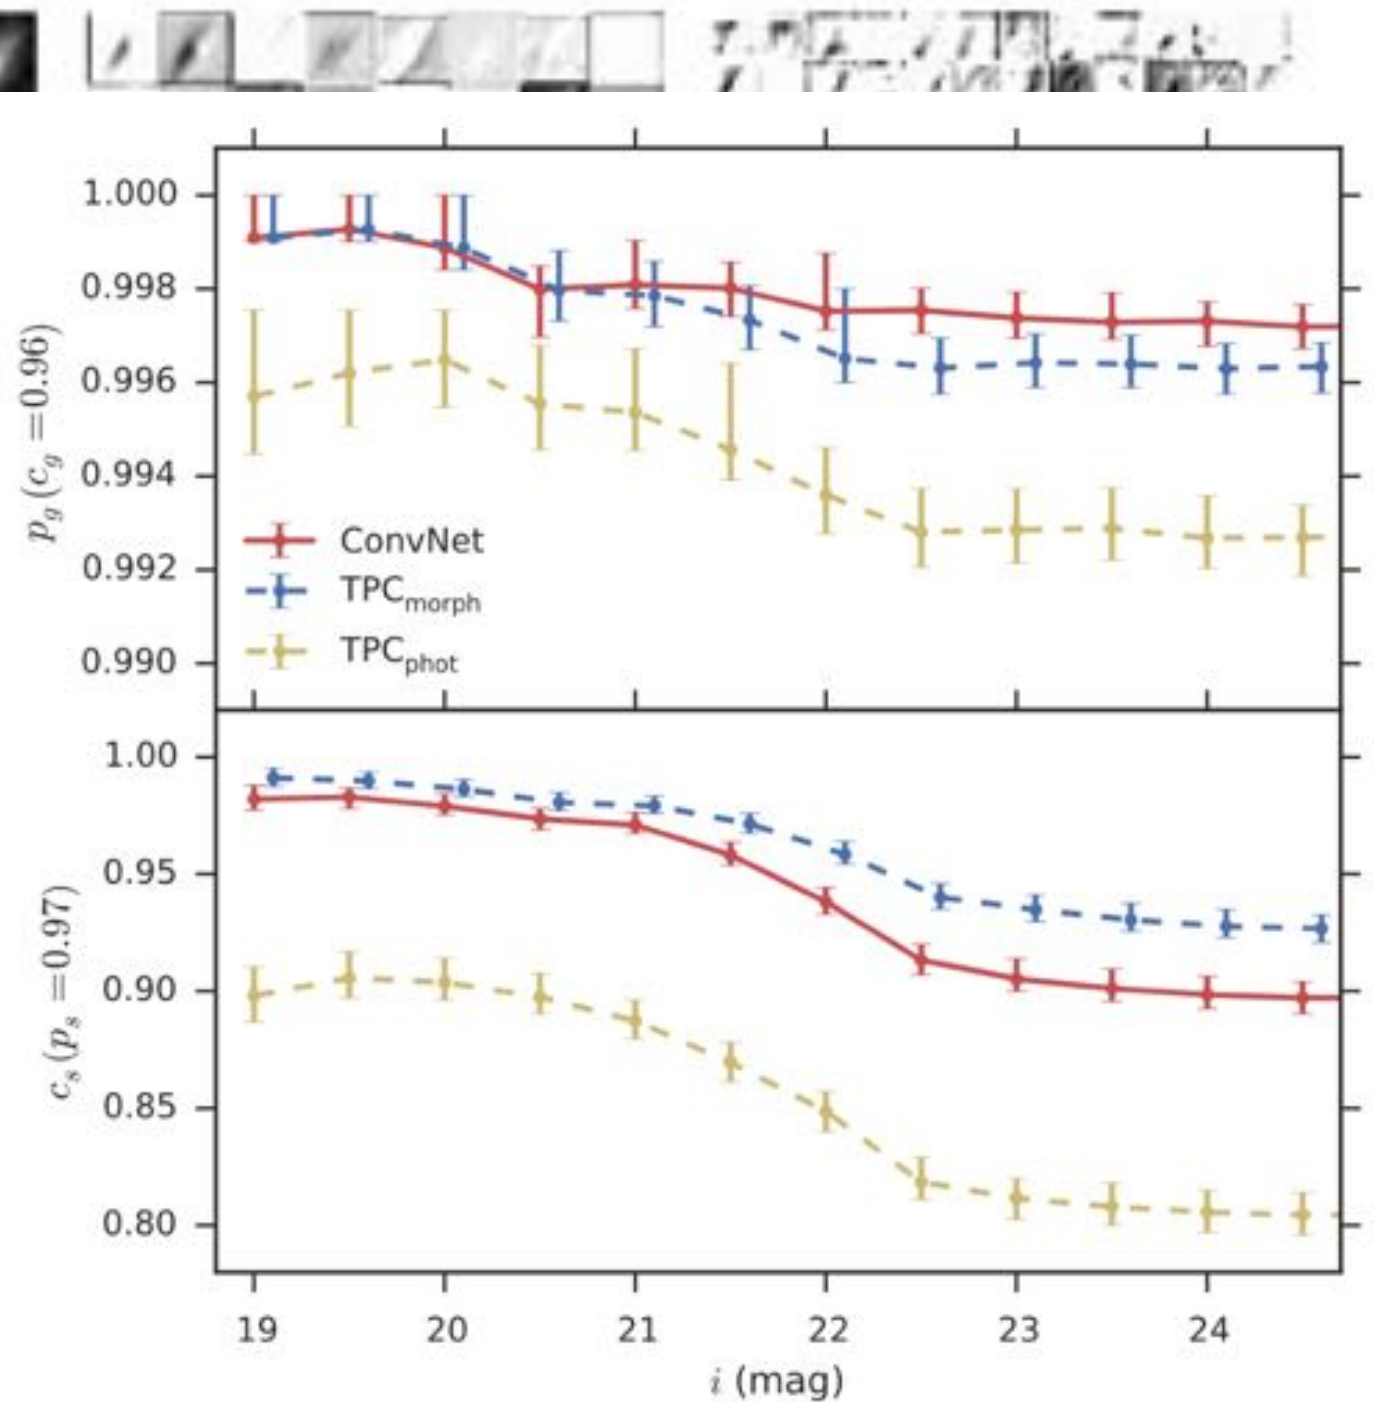 1.000
0.998
0.996
0.994
0.992
0.990
p_g (c_g =0.96)
ConvNet
TPC_morph
TPC_phot
1.00
0.95
0.90
0.85
0.80
c_s (p_s =0.97)
19 20 21 22 23 24
i (mag)